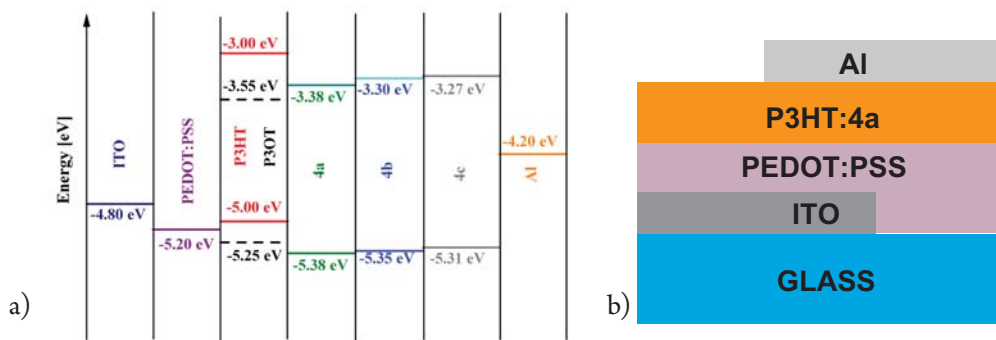 a)
Energy [eV]
ITO
-4.80 eV
PEDOT:PSS
-5.20 eV
-3.00 eV
-3.55 eV
P3HT
P3OT
-5.00 eV
-5.25 eV
-3.38 eV
4a
-5.38 eV
-3.30 eV
4b
-5.35 eV
-3.27 eV
4c
-5.31 eV
-4.20 eV
Al
b)
Al
P3HT:4a
PEDOT:PSS
ITO
GLASS